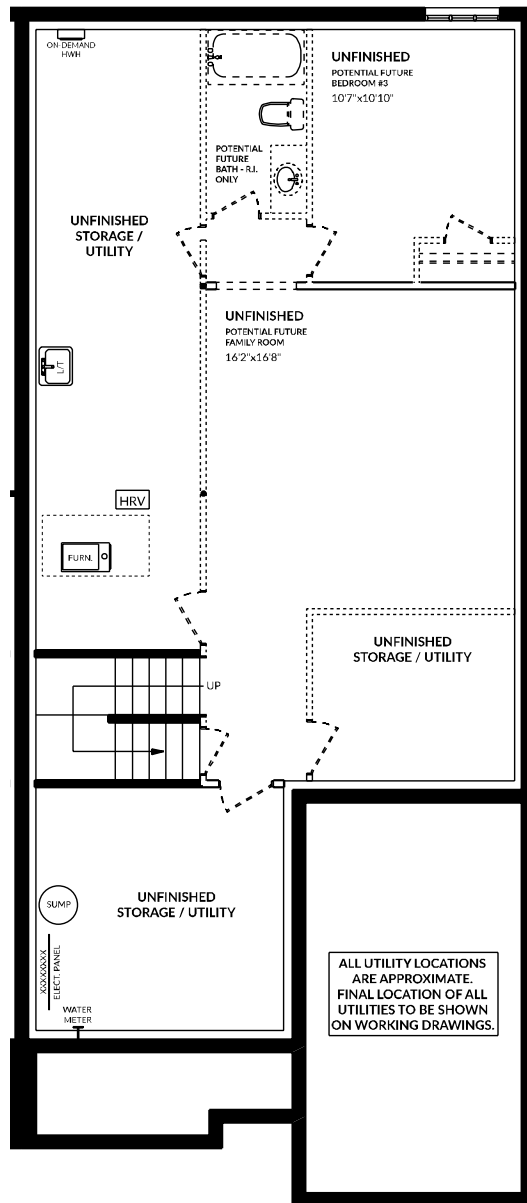 ON-DEMAND
HWH
UNFINISHED
POTENTIAL FUTURE
BEDROOM #3
10'7"x10'10"
POTENTIAL
FUTURE
BATH - R.I.
ONLY
UNFINISHED
STORAGE /
UTILITY
UNFINISHED
POTENTIAL FUTURE
FAMILY ROOM
16'2"x16'8"
L/T
HRV
FURN.
UNFINISHED
STORAGE / UTILITY
UP
UNFINISHED
STORAGE / UTILITY
SUMP
XXXXXXXX
ELECT. PANEL
WATER
METER
ALL UTILITY LOCATIONS
ARE APPROXIMATE.
FINAL LOCATION OF ALL
UTILITIES TO BE SHOWN
ON WORKING DRAWINGS.